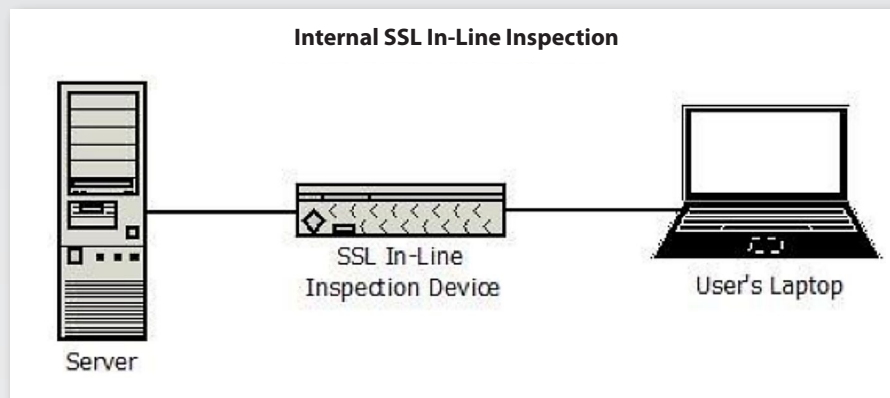 Internal SSL In-Line Inspection
SSL In-Line
Inspection Device
User's Laptop
Server